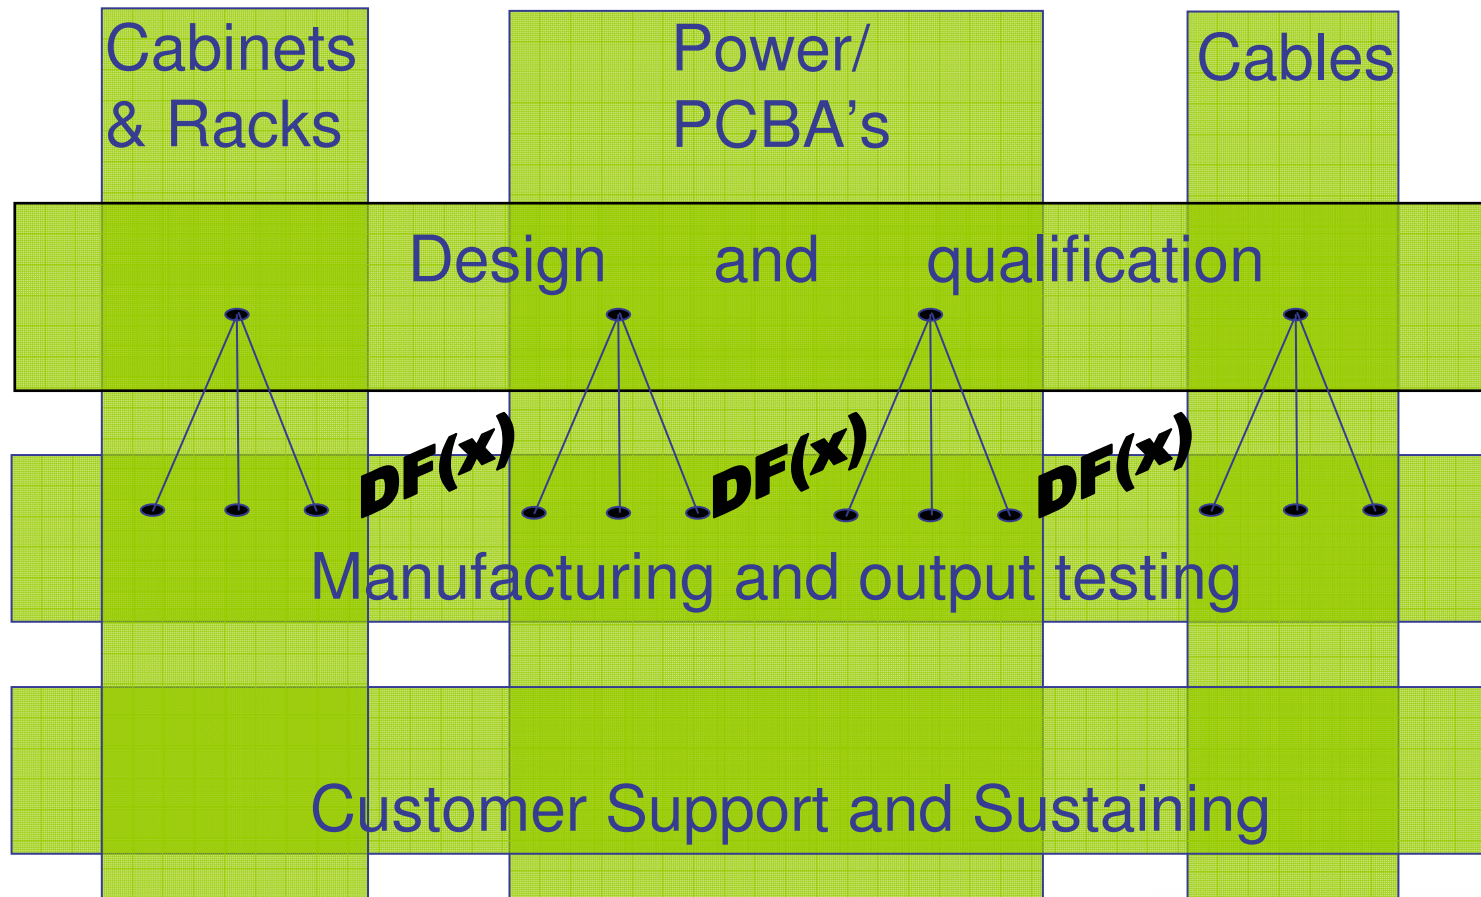 Cabinets
& Racks
Power/
PCBA’s
Cables
Design and qualification
DF(x)
DF(x)
DF(x)
Manufacturing and output testing
Customer Support and Sustaining